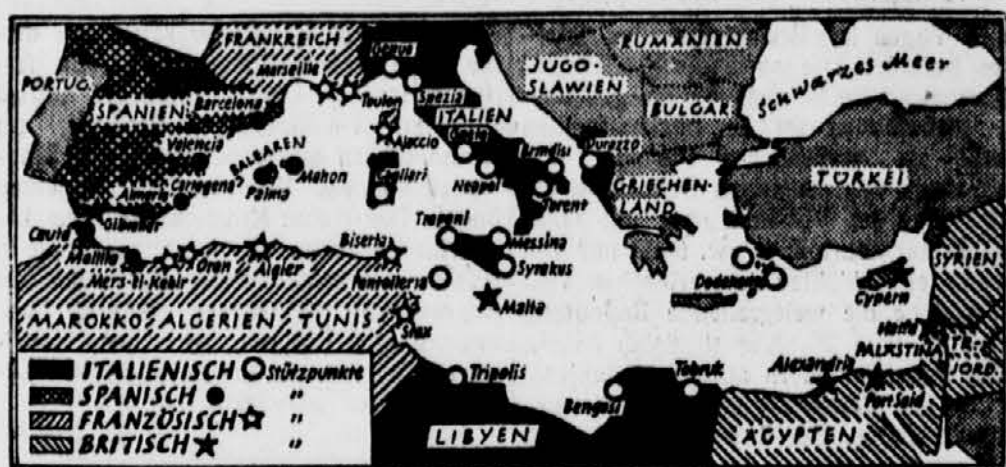 FRANKREICH
Genua
RUMÄNIEN
PORTUG.
Marseille
Toulon
Spezia
JUGO-
SLAWIEN
Schwarzes Meer
SPANIEN
Barcelona
ITALIEN
BULGAR
Valencia
BALEAREN
Ajaccio
Gaeta
Brindisi
Durazzo
Cartagena
Palma
Mahon
Cagliari
Neapel
Tarent
GRIECHEN-
LAND
TÜRKEI
Almeria
Gibraltar
Ceuta
Melilla
Mers-el-Kebir
Oran
Algier
Biserta
Trapani
Messina
Syrakus
Pantelleria
Malta
Dodekanes
Cypern
SYRIEN
MAROKKO
ALGERIEN
TUNIS
Sfax
Haifa
PALÄSTINA
TR.-
JORD.
Tripolis
Bengasi
Tobruk
Alexandria
Port Said
LIBYEN
ÄGYPTEN
ITALIENISCH Stützpunkte
SPANISCH "
FRANZÖSISCH "
BRITISCH "